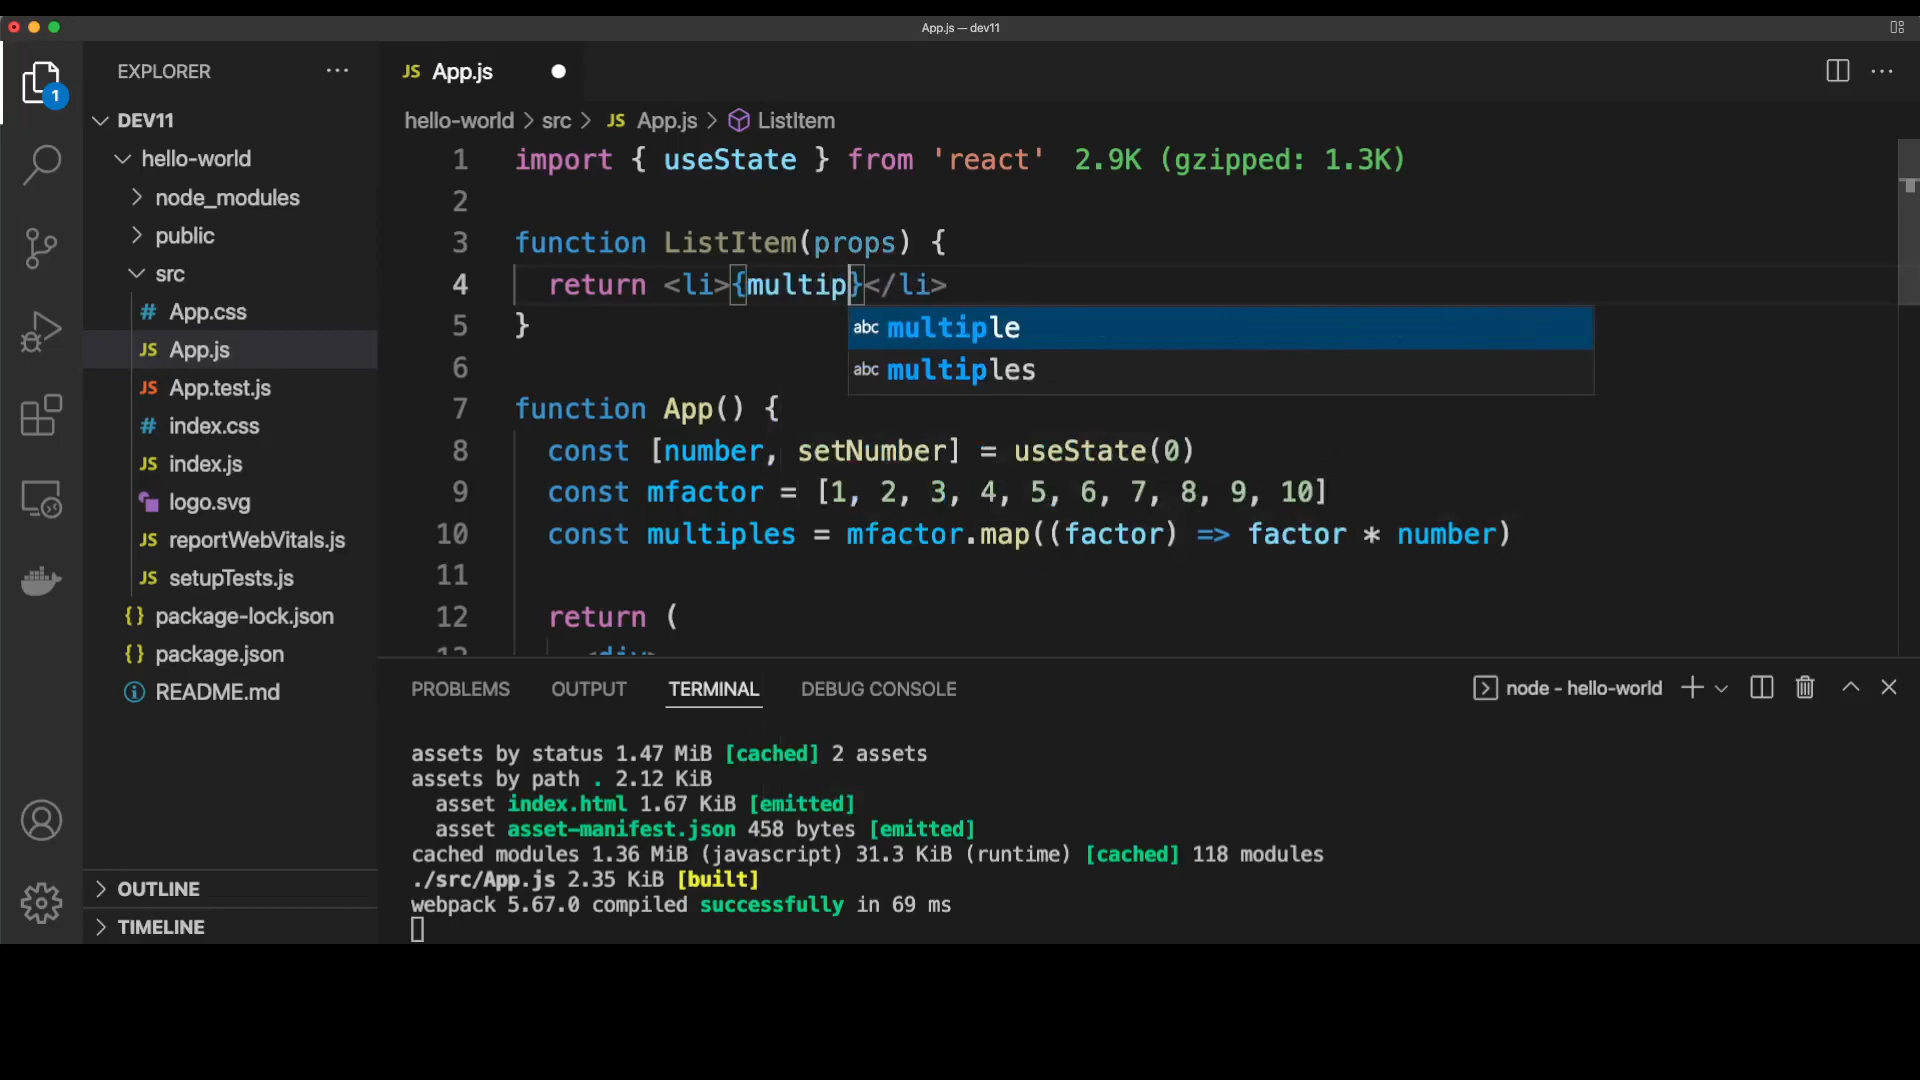 App.js — dev11
EXPLORER
1
DEV11
hello-world
node_modules
public
src
# App.css
JS App.js
JS App.test.js
# index.css
JS index.js
logo.svg
JS reportWebVitals.js
JS setupTests.js
{} package-lock.json
{} package.json
README.md
OUTLINE
TIMELINE
JS App.js
hello-world > src > JS App.js > ListItem
1 import { useState } from 'react' 2.9K (gzipped: 1.3K)
2
3 function ListItem(props) {
4 return <li>{multip}</li>
abc multiple
abc multiples
5 }
6
7 function App() {
8 const [number, setNumber] = useState(0)
9 const mfactor = [1, 2, 3, 4, 5, 6, 7, 8, 9, 10]
10 const multiples = mfactor.map((factor) => factor * number)
11
12 return (
13 <div>
PROBLEMS OUTPUT TERMINAL DEBUG CONSOLE
node - hello-world
assets by status 1.47 MiB [cached] 2 assets
assets by path . 2.12 KiB
asset index.html 1.67 KiB [emitted]
asset asset-manifest.json 458 bytes [emitted]
cached modules 1.36 MiB (javascript) 31.3 KiB (runtime) [cached] 118 modules
./src/App.js 2.35 KiB [built]
webpack 5.67.0 compiled successfully in 69 ms